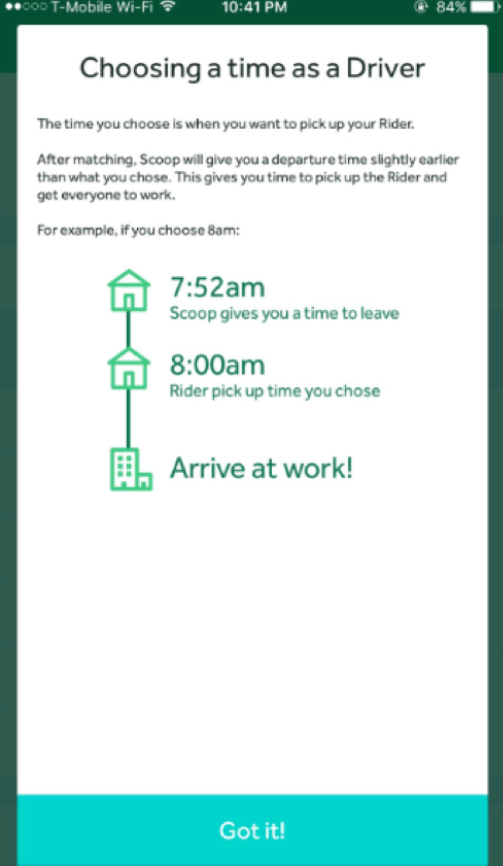 ●●○○○ T-Mobile Wi-Fi 10:41 PM 84%
Choosing a time as a Driver
The time you choose is when you want to pick up your Rider.
After matching, Scoop will give you a departure time slightly earlier
than what you chose. This gives you time to pick up the Rider and
get everyone to work.
For example, if you choose 8am:
7:52am
Scoop gives you a time to leave
8:00am
Rider pick up time you chose
Arrive at work!
Got it!